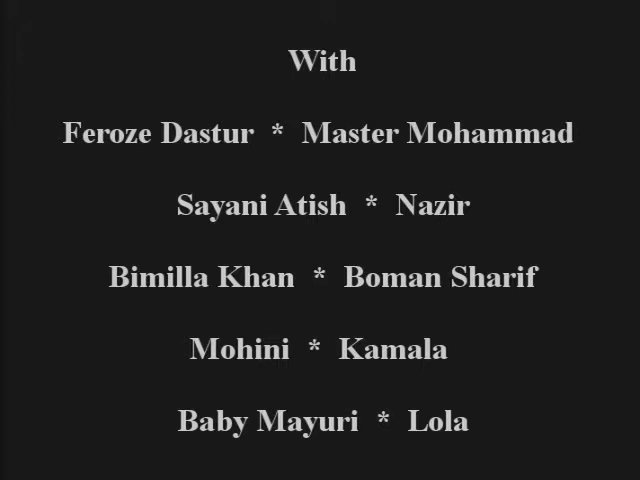 With
Feroze Dastur * Master Mohammad
Sayani Atish * Nazir
Bimilla Khan * Boman Sharif
Mohini * Kamala
Baby Mayuri * Lola